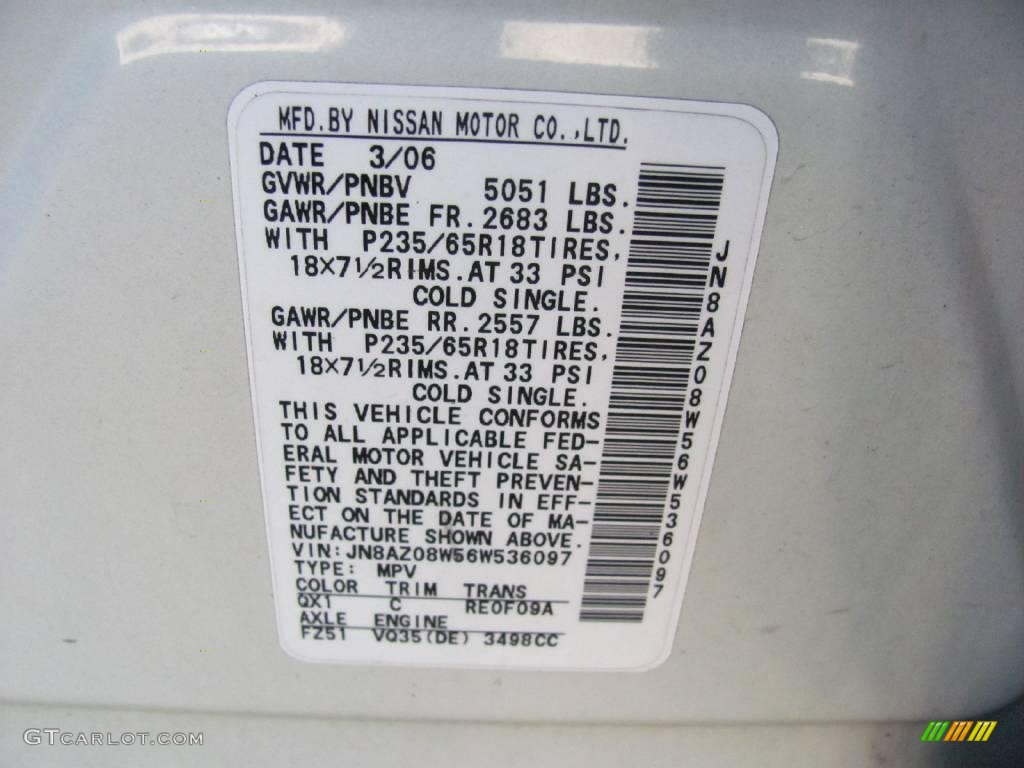 MFD.BY NISSAN MOTOR CO.,LTD.
DATE 3/06
GVWR/PNBV 5051 LBS.
GAWR/PNBE FR.2683 LBS.
WITH P235/65R18TIRES,
18×7½RIMS.AT 33 PSI
COLD SINGLE.
GAWR/PNBE RR.2557 LBS.
WITH P235/65R18TIRES,
18×7½RIMS.AT 33 PSI
COLD SINGLE.
THIS VEHICLE CONFORMS
TO ALL APPLICABLE FED-
ERAL MOTOR VEHICLE SA-
FETY AND THEFT PREVEN-
TION STANDARDS IN EFF-
ECT ON THE DATE OF MA-
NUFACTURE SHOWN ABOVE.
VIN:JN8AZ08W56W536097
TYPE: MPV
COLOR TRIM TRANS
QX1 C RE0F09A
AXLE ENGINE
FZ51 VQ35(DE) 3498CC
JN8AZ08W56W536097
GTCARLOT.COM